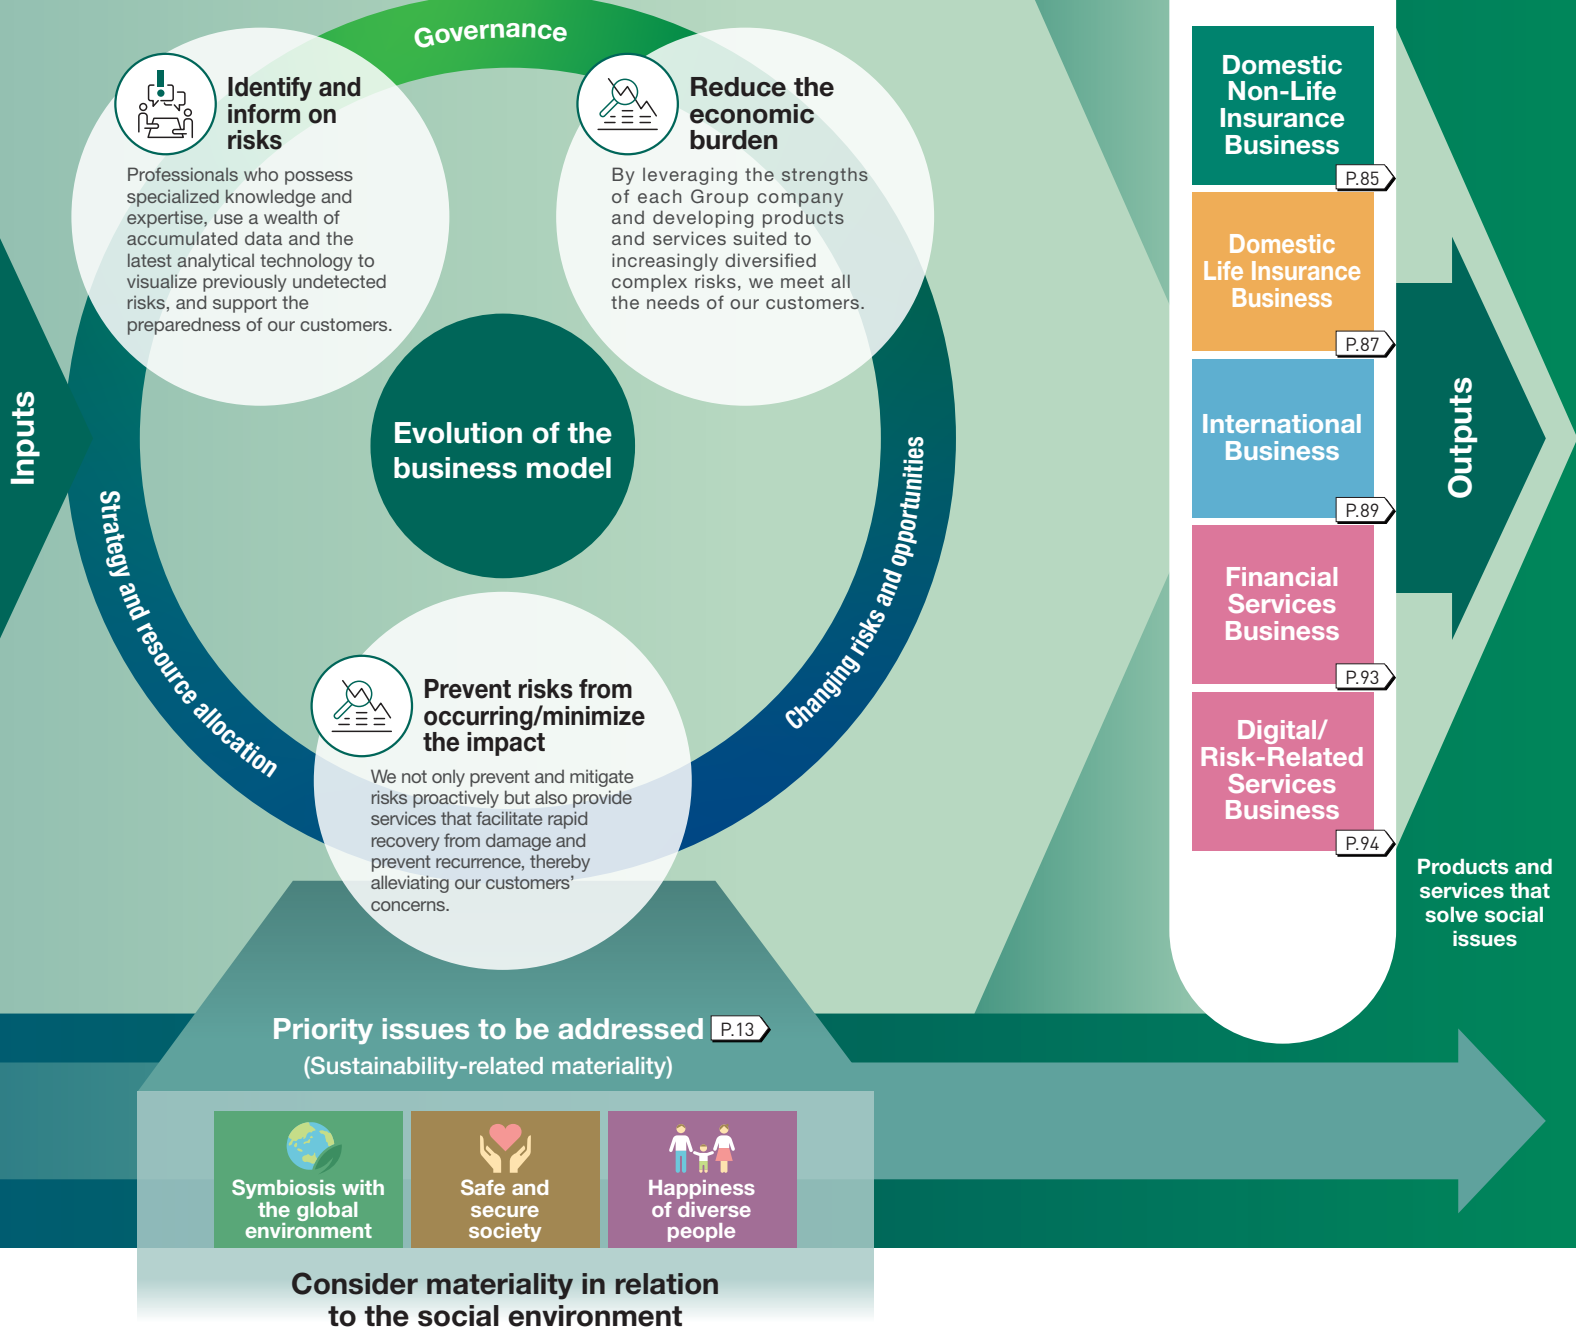 Governance
Identify and
inform on
risks
Professionals who possess
specialized knowledge and
expertise, use a wealth of
accumulated data and the
latest analytical technology to
visualize previously undetected
risks, and support the
preparedness of our customers.
Reduce the
economic
burden
By leveraging the strengths
of each Group company
and developing products
and services suited to
increasingly diversified
complex risks, we meet all
the needs of our customers.
Inputs
Evolution of the
business model
Strategy and resource allocation
Changing risks and opportunities
Prevent risks from
occurring/minimize
the impact
We not only prevent and mitigate
risks proactively but also provide
services that facilitate rapid
recovery from damage and
prevent recurrence, thereby
alleviating our customers’
concerns.
Domestic
Non-Life
Insurance
Business
P.85
Domestic
Life Insurance
Business
P.87
International
Business
P.89
Financial
Services
Business
P.93
Digital/
Risk-Related
Services
Business
P.94
Outputs
Products and
services that
solve social
issues
Priority issues to be addressed P.13
(Sustainability-related materiality)
Symbiosis with
the global
environment
Safe and
secure
society
Happiness
of diverse
people
Consider materiality in relation
to the social environment